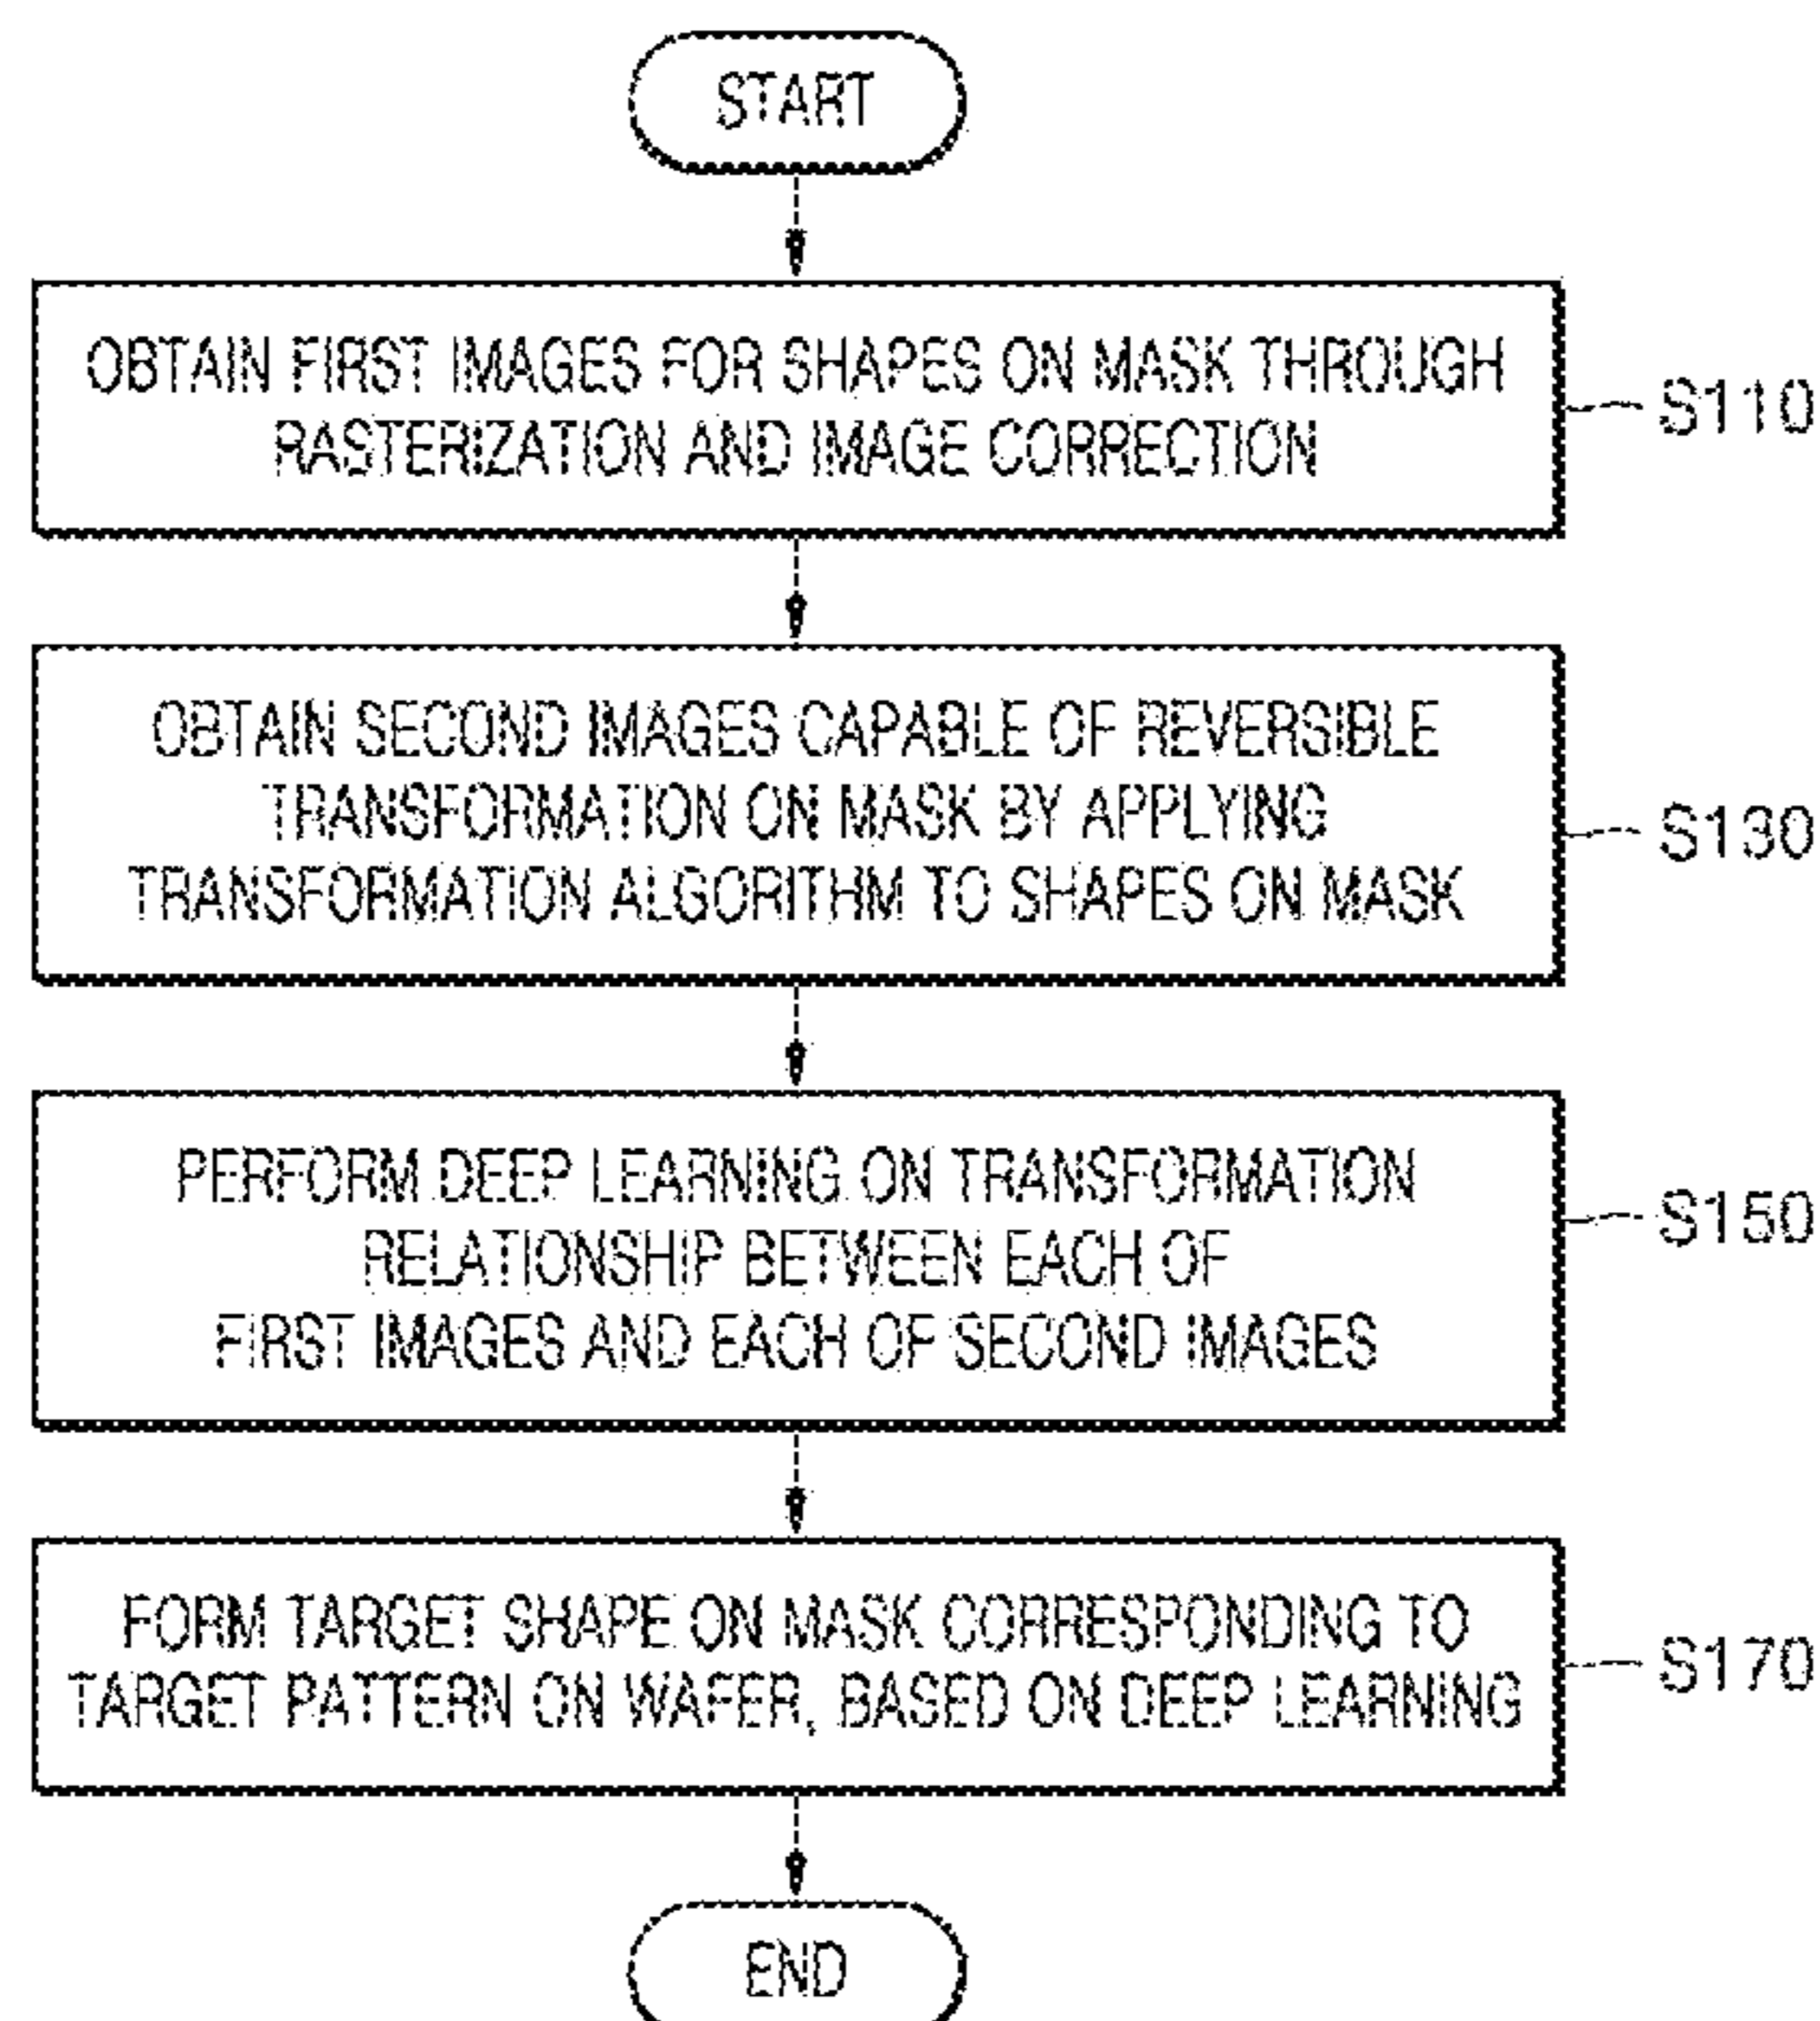 START
OBTAIN FIRST IMAGES FOR SHAPES ON MASK THROUGH
RASTERIZATION AND IMAGE CORRECTION
S110
OBTAIN SECOND IMAGES CAPABLE OF REVERSIBLE
TRANSFORMATION ON MASK BY APPLYING
TRANSFORMATION ALGORITHM TO SHAPES ON MASK
S130
PERFORM DEEP LEARNING ON TRANSFORMATION
RELATIONSHIP BETWEEN EACH OF
FIRST IMAGES AND EACH OF SECOND IMAGES
S150
FORM TARGET SHAPE ON MASK CORRESPONDING TO
TARGET PATTERN ON WAFER, BASED ON DEEP LEARNING
S170
END